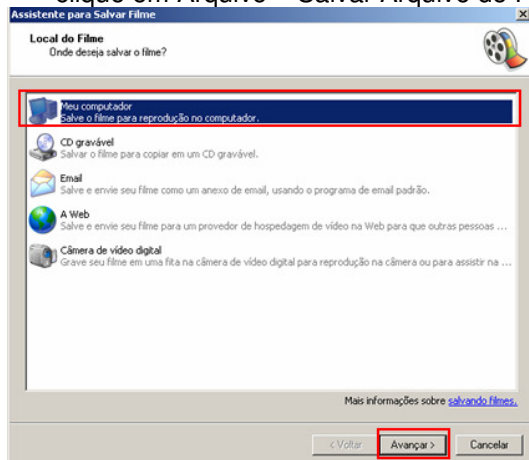 Assistente para Salvar Filme
Local do Filme
Onde deseja salvar o filme?
Meu computador
Salve o filme para reprodução no computador.
CD gravável
Salvar o filme para copiar em um CD gravável.
Email
Salve e envie seu filme como um anexo de email, usando o programa de email padrão.
A Web
Salve e envie seu filme para um provedor de hospedagem de vídeo na Web para que outras pessoas ...
Câmera de vídeo digital
Grave seu filme em uma fita na câmera de vídeo digital para reprodução na câmera ou para assistir na ...
Mais informações sobre salvando filmes.
< Voltar Avançar > Cancelar